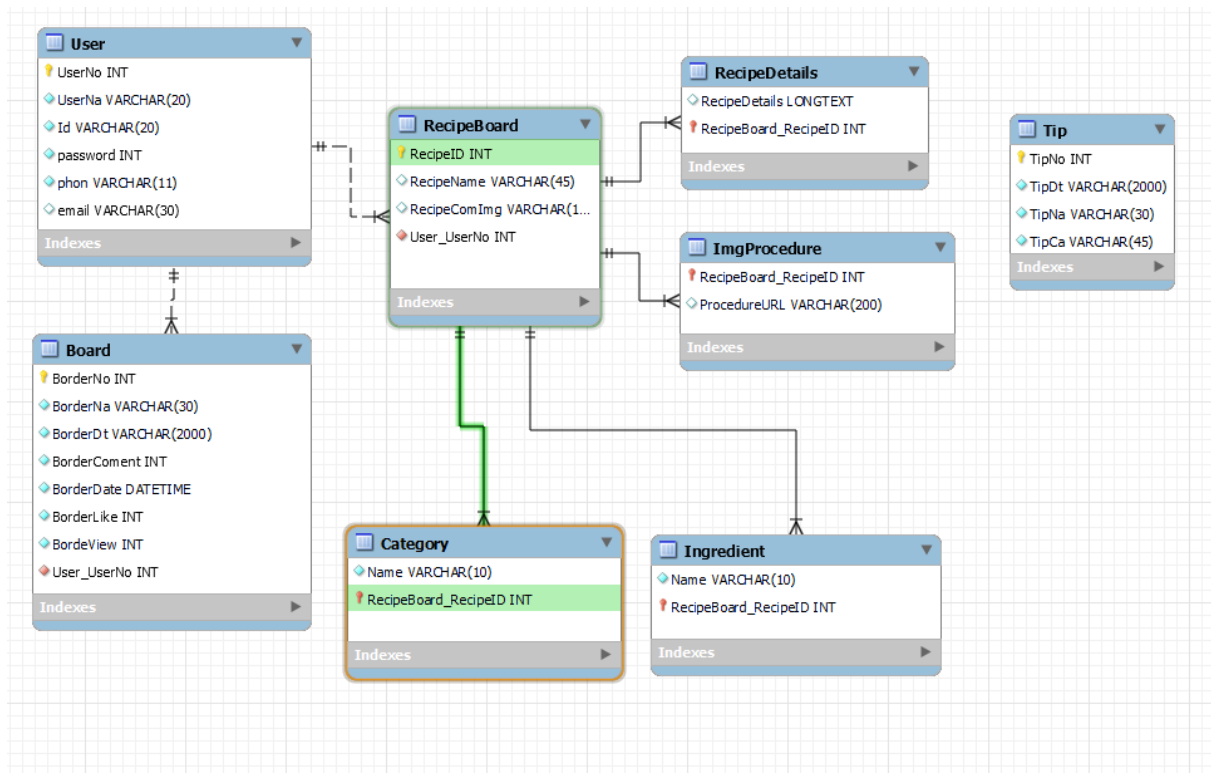 User
UserNo INT
UserNa VARCHAR(20)
Id VARCHAR(20)
password INT
phon VARCHAR(11)
email VARCHAR(30)
Indexes
Board
BorderNo INT
BorderNa VARCHAR(30)
BorderDt VARCHAR(2000)
BorderComent INT
BorderDate DATETIME
BorderLike INT
BordeView INT
User_UserNo INT
Indexes
RecipeBoard
RecipeID INT
RecipeName VARCHAR(45)
RecipeComImg VARCHAR(1...
User_UserNo INT
Indexes
RecipeDetails
RecipeDetails LONGTEXT
RecipeBoard_RecipeID INT
Indexes
ImgProcedure
RecipeBoard_RecipeID INT
ProcedureURL VARCHAR(200)
Indexes
Tip
TipNo INT
TipDt VARCHAR(2000)
TipNa VARCHAR(30)
TipCa VARCHAR(45)
Indexes
Category
Name VARCHAR(10)
RecipeBoard_RecipeID INT
Indexes
Ingredient
Name VARCHAR(10)
RecipeBoard_RecipeID INT
Indexes